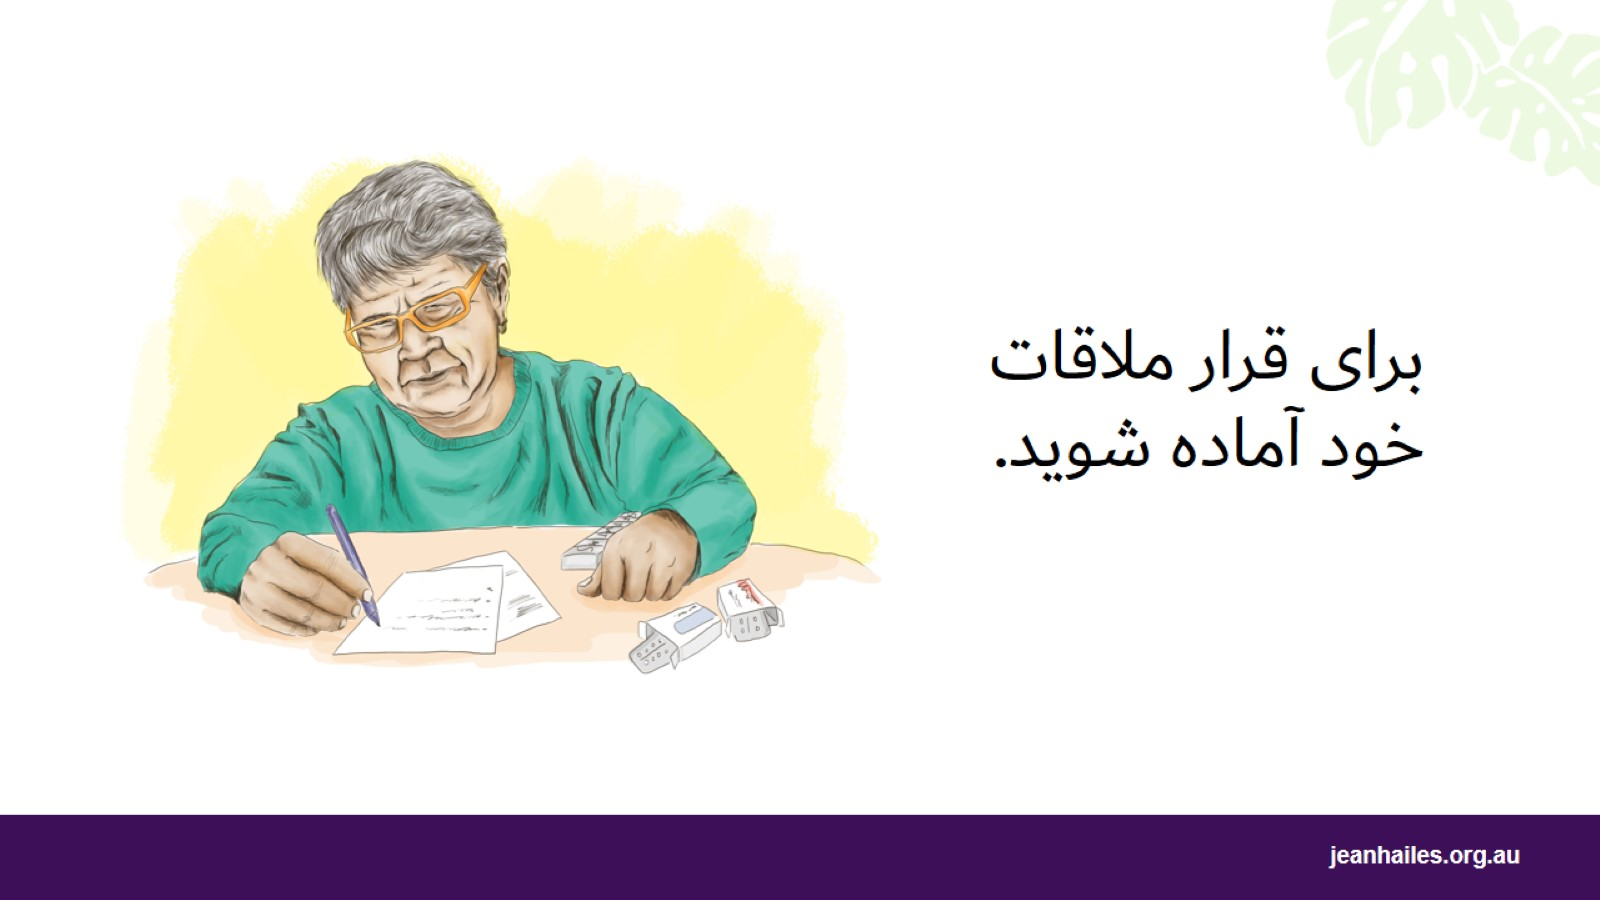 برای قرار ملاقات
خود آماده شوید.
jeanhailes.org.au